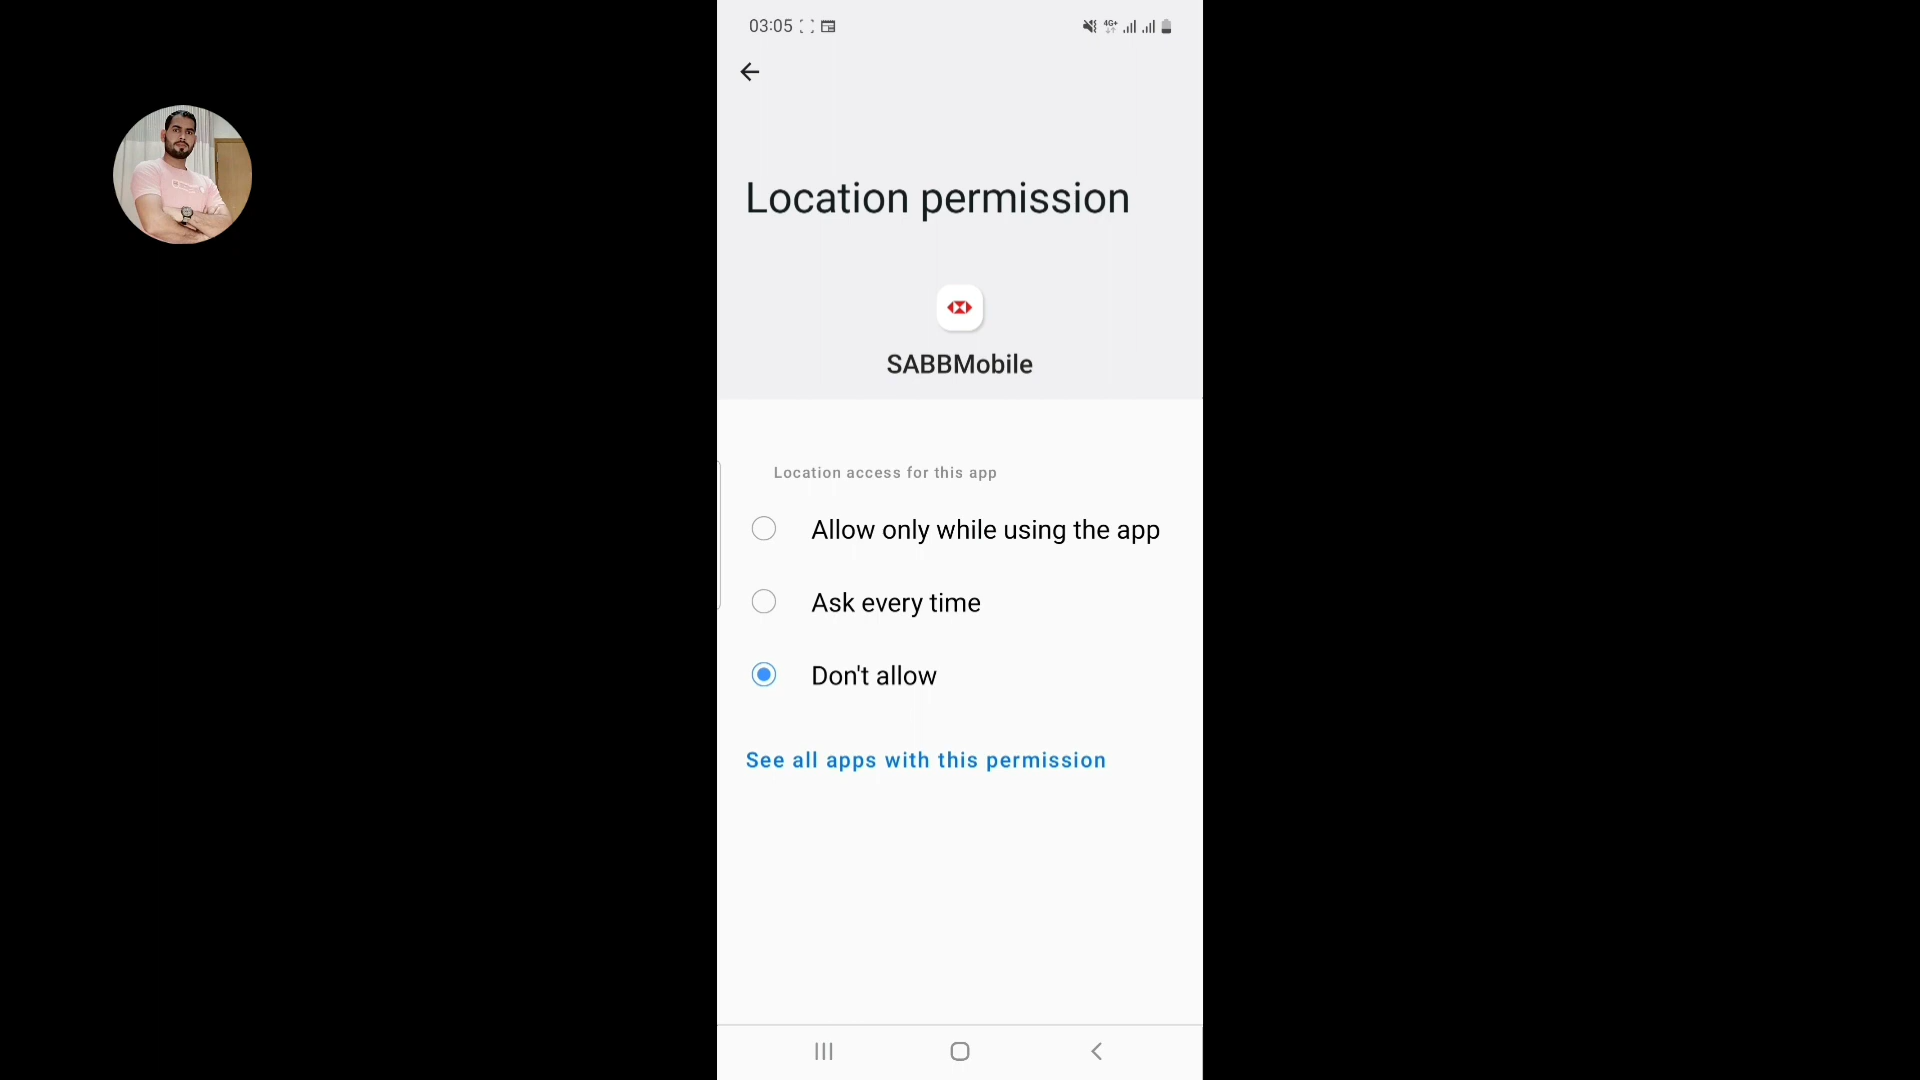 03:05
4G+
Location permission
SABBMobile
Location access for this app
Allow only while using the app
Ask every time
Don't allow
See all apps with this permission